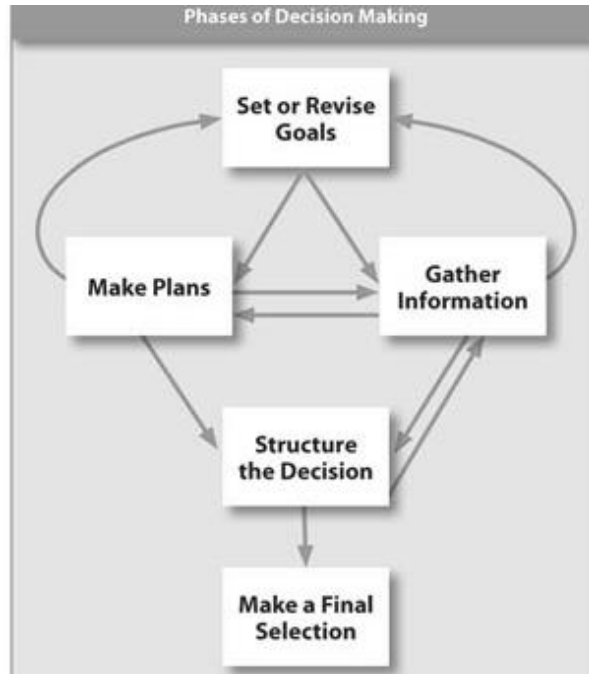 Phases of Decision Making
Set or Revise
Goals
Make Plans
Gather
Information
Structure
the Decision
Make a Final
Selection